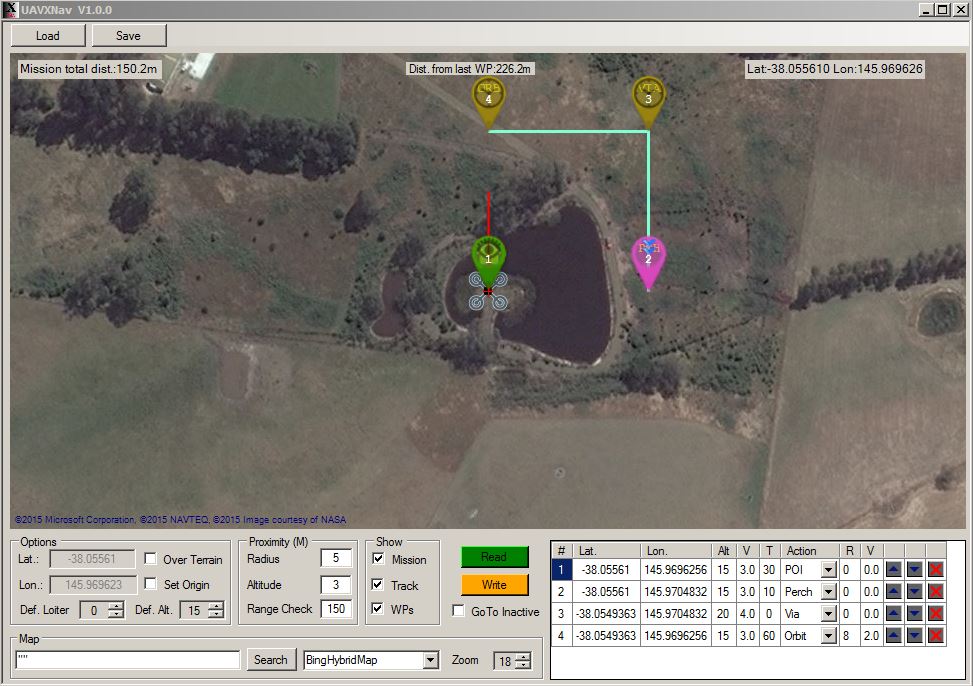 UAVXNav V1.0.0
Load Save
Mission total dist.:150.2m Dist. from last WP:226.2m Lat:-38.055610 Lon:145.969626
ORB VIA
4 3
1 2
©2015 Microsoft Corporation, ©2015 NAVTEQ, ©2015 Image courtesy of NASA
Options
Lat.: -38.05561 Over Terrain
Lon.: 145.969623 Set Origin
Def. Loiter 0 Def. Alt. 15
Proximity (M)
Radius 5
Altitude 3
Range Check 150
Show
Mission
Track
WPs
Read
Write
GoTo Inactive
Map
"" Search BingHybridMap Zoom 18
# Lat. Lon. Alt V T Action R V
1 -38.05561 145.9696256 15 3.0 30 POI 0 0.0
2 -38.05561 145.9704832 15 3.0 10 Perch 0 0.0
3 -38.0549363 145.9704832 20 4.0 0 Via 0 0.0
4 -38.0549363 145.9696256 15 3.0 60 Orbit 8 2.0